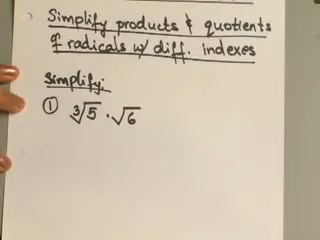 Simplify products & quotients
of radicals w/ diff. indexes
Simplify:
① ∛5 · √6